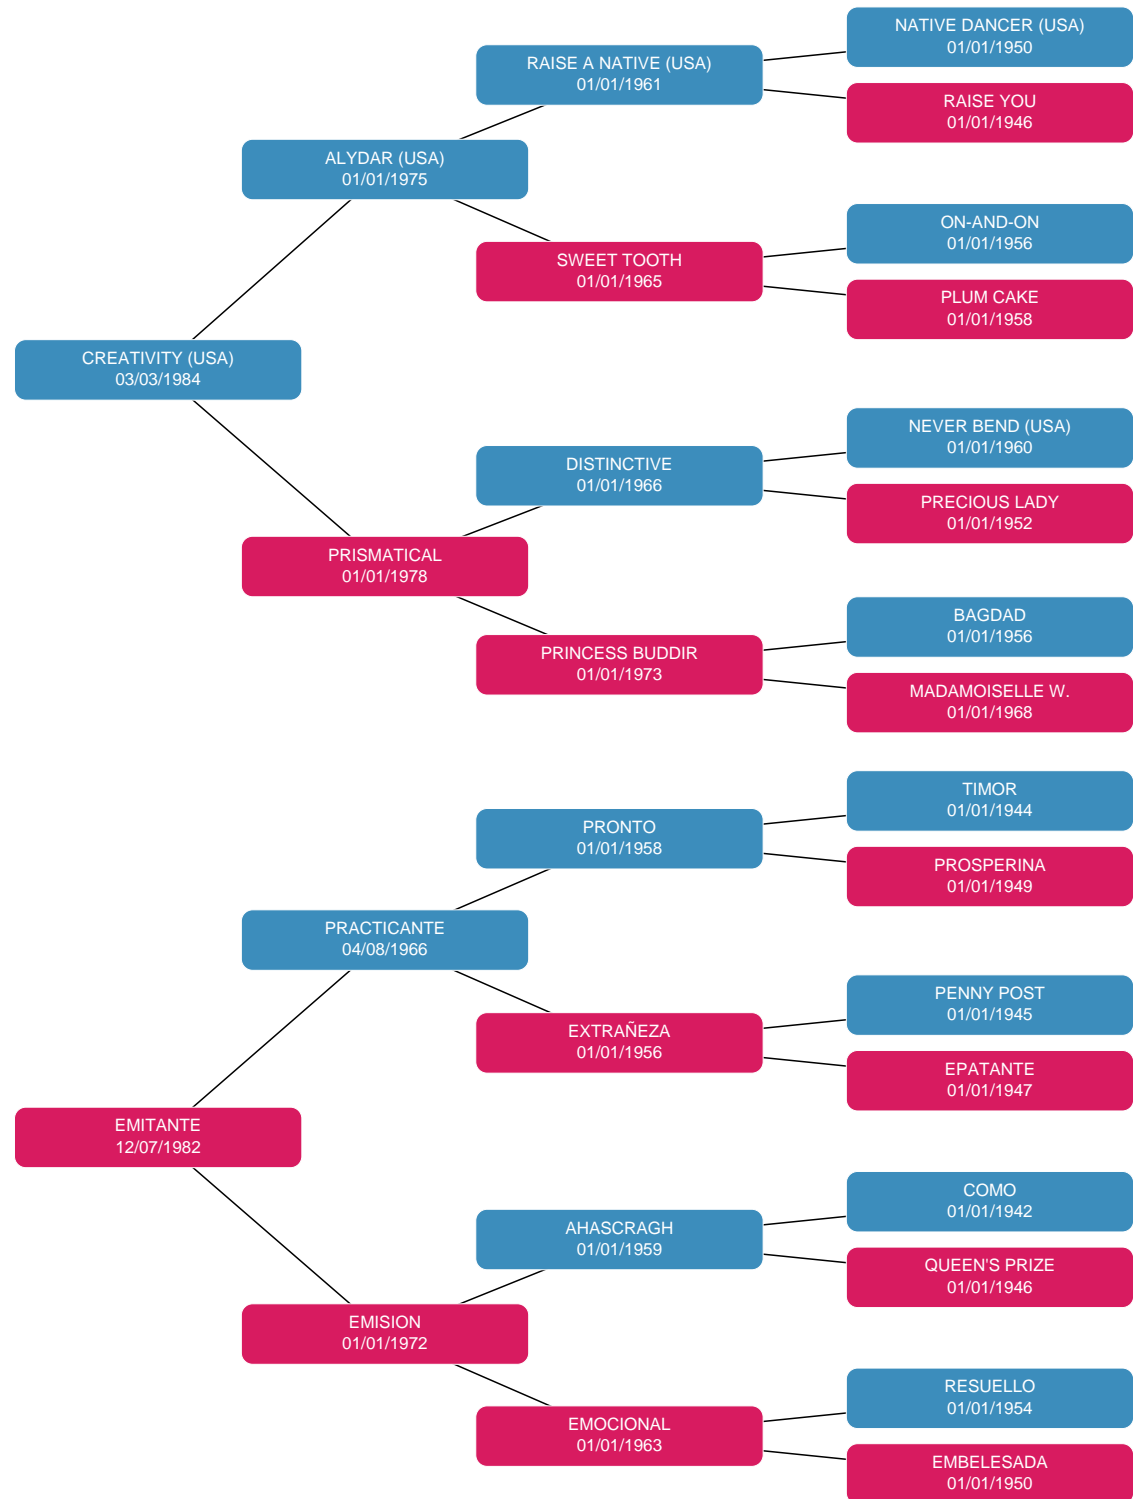 NATIVE DANCER (USA)
01/01/1950
RAISE A NATIVE (USA)
01/01/1961
RAISE YOU
01/01/1946
ALYDAR (USA)
01/01/1975
ON-AND-ON
01/01/1956
SWEET TOOTH
01/01/1965
PLUM CAKE
01/01/1958
CREATIVITY (USA)
03/03/1984
NEVER BEND (USA)
01/01/1960
DISTINCTIVE
01/01/1966
PRECIOUS LADY
01/01/1952
PRISMATICAL
01/01/1978
BAGDAD
01/01/1956
PRINCESS BUDDIR
01/01/1973
MADAMOISELLE W.
01/01/1968
TIMOR
01/01/1944
PRONTO
01/01/1958
PROSPERINA
01/01/1949
PRACTICANTE
04/08/1966
PENNY POST
01/01/1945
EXTRAÑEZA
01/01/1956
EPATANTE
01/01/1947
EMITANTE
12/07/1982
COMO
01/01/1942
AHASCRAGH
01/01/1959
QUEEN'S PRIZE
01/01/1946
EMISION
01/01/1972
RESUELLO
01/01/1954
EMOCIONAL
01/01/1963
EMBELESADA
01/01/1950